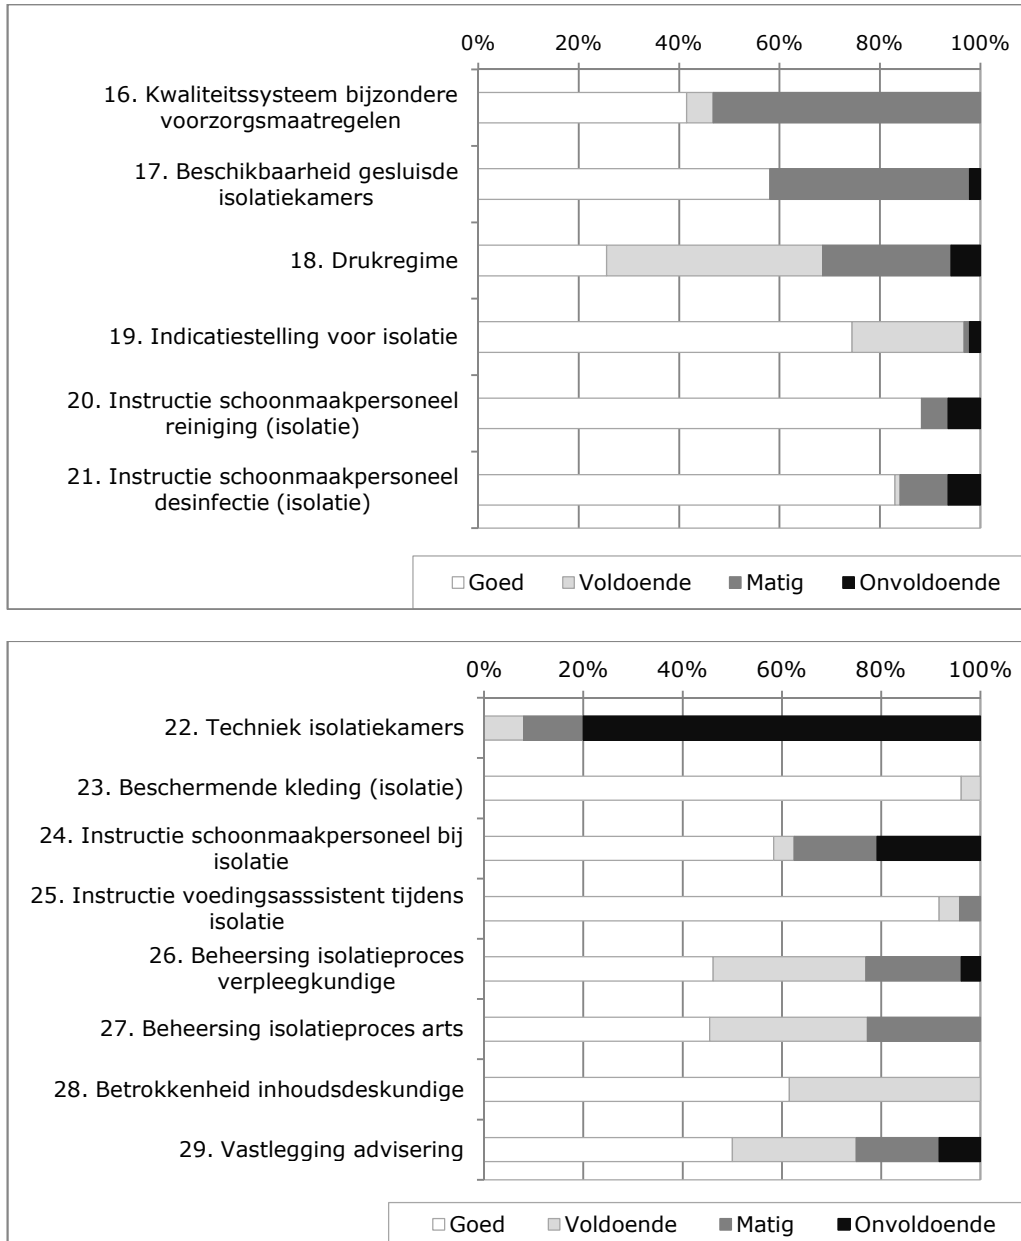 0% 20% 40% 60% 80% 100%
16. Kwaliteitssysteem bijzondere
voorzorgsmaatregelen
17. Beschikbaarheid gesluisde
isolatiekamers
18. Drukregime
19. Indicatiestelling voor isolatie
20. Instructie schoonmaakpersoneel
reiniging (isolatie)
21. Instructie schoonmaakpersoneel
desinfectie (isolatie)
Goed Voldoende Matig Onvoldoende
0% 20% 40% 60% 80% 100%
22. Techniek isolatiekamers
23. Beschermende kleding (isolatie)
24. Instructie schoonmaakpersoneel bij
isolatie
25. Instructie voedingsasssistent tijdens
isolatie
26. Beheersing isolatieproces
verpleegkundige
27. Beheersing isolatieproces arts
28. Betrokkenheid inhoudsdeskundige
29. Vastlegging advisering
Goed Voldoende Matig Onvoldoende